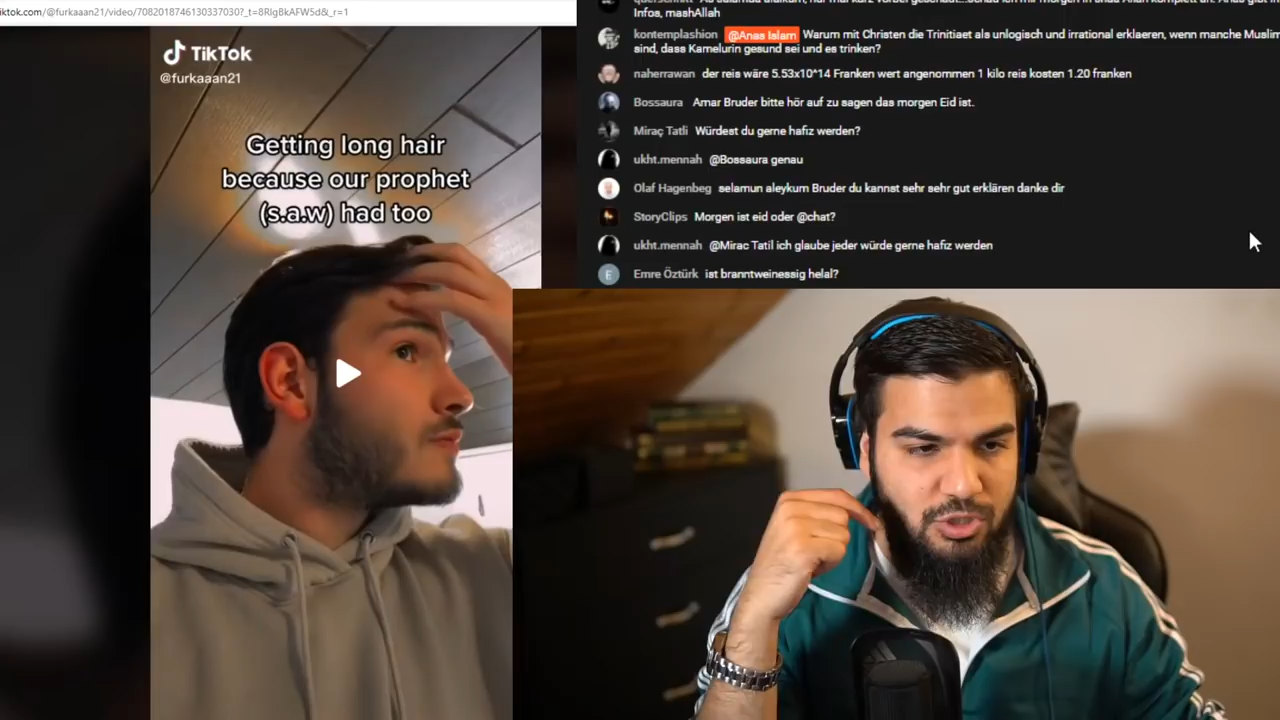 iktok.com/@furkaaan21/video/7082018746130337030?_t=8RlgBkAFW5d&_r=1
TikTok
@furkaaan21
Getting long hair
because our prophet
(s.a.w) had too
Infos, mashAllah
kontemplashion @Anas Islam Warum mit Christen die Trinitiaet als unlogisch und irrational erklaeren, wenn manche Muslim
sind, dass Kamelurin gesund sei und es trinken?
naherrawan der reis wäre 5.53x10^14 Franken wert angenommen 1 kilo reis kosten 1.20 franken
Bossaura Amar Bruder bitte hör auf zu sagen das morgen Eid ist.
Miraç Tatli Würdest du gerne hafiz werden?
ukht.mennah @Bossaura genau
Olaf Hagenbeg selamun aleykum Bruder du kannst sehr sehr gut erklären danke dir
StoryClips Morgen ist eid oder @chat?
ukht.mennah @Mirac Tatil ich glaube jeder würde gerne hafiz werden
E Emre Öztürk ist branntweinessig helal?